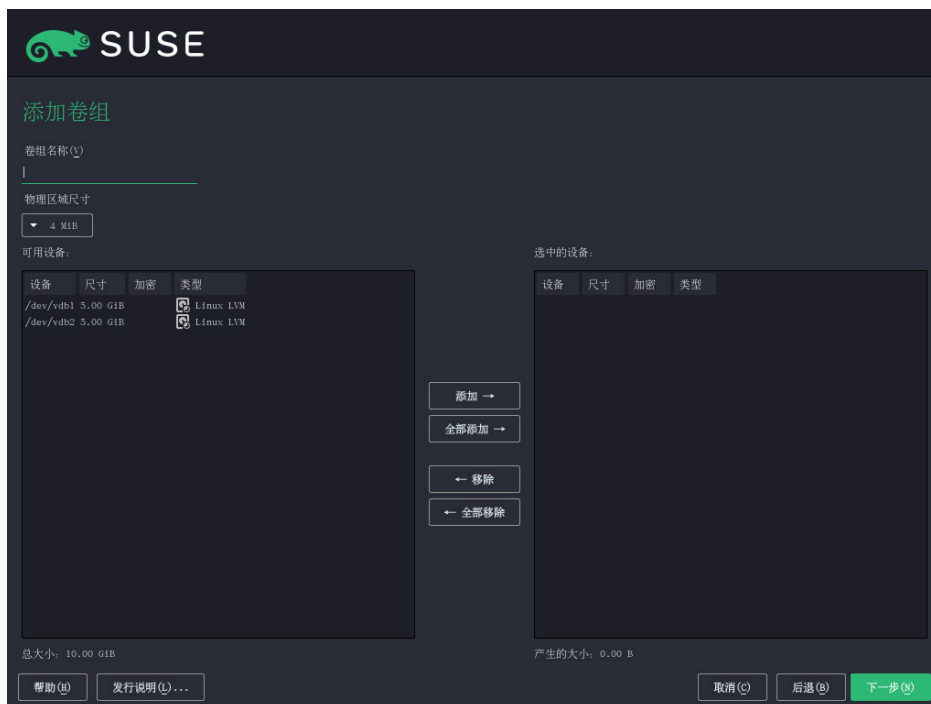 SUSE
添加卷组
卷组名称(V)
物理区域尺寸
4 MiB
可用设备:
选中的设备:
设备 尺寸 加密 类型
设备 尺寸 加密 类型
/dev/vdb1 5.00 GiB Linux LVM
/dev/vdb2 5.00 GiB Linux LVM
添加 →
全部添加 →
← 移除
← 全部移除
总大小: 10.00 GiB
产生的大小: 0.00 B
帮助(H) 发行说明(L)... 取消(C) 后退(B) 下一步(N)